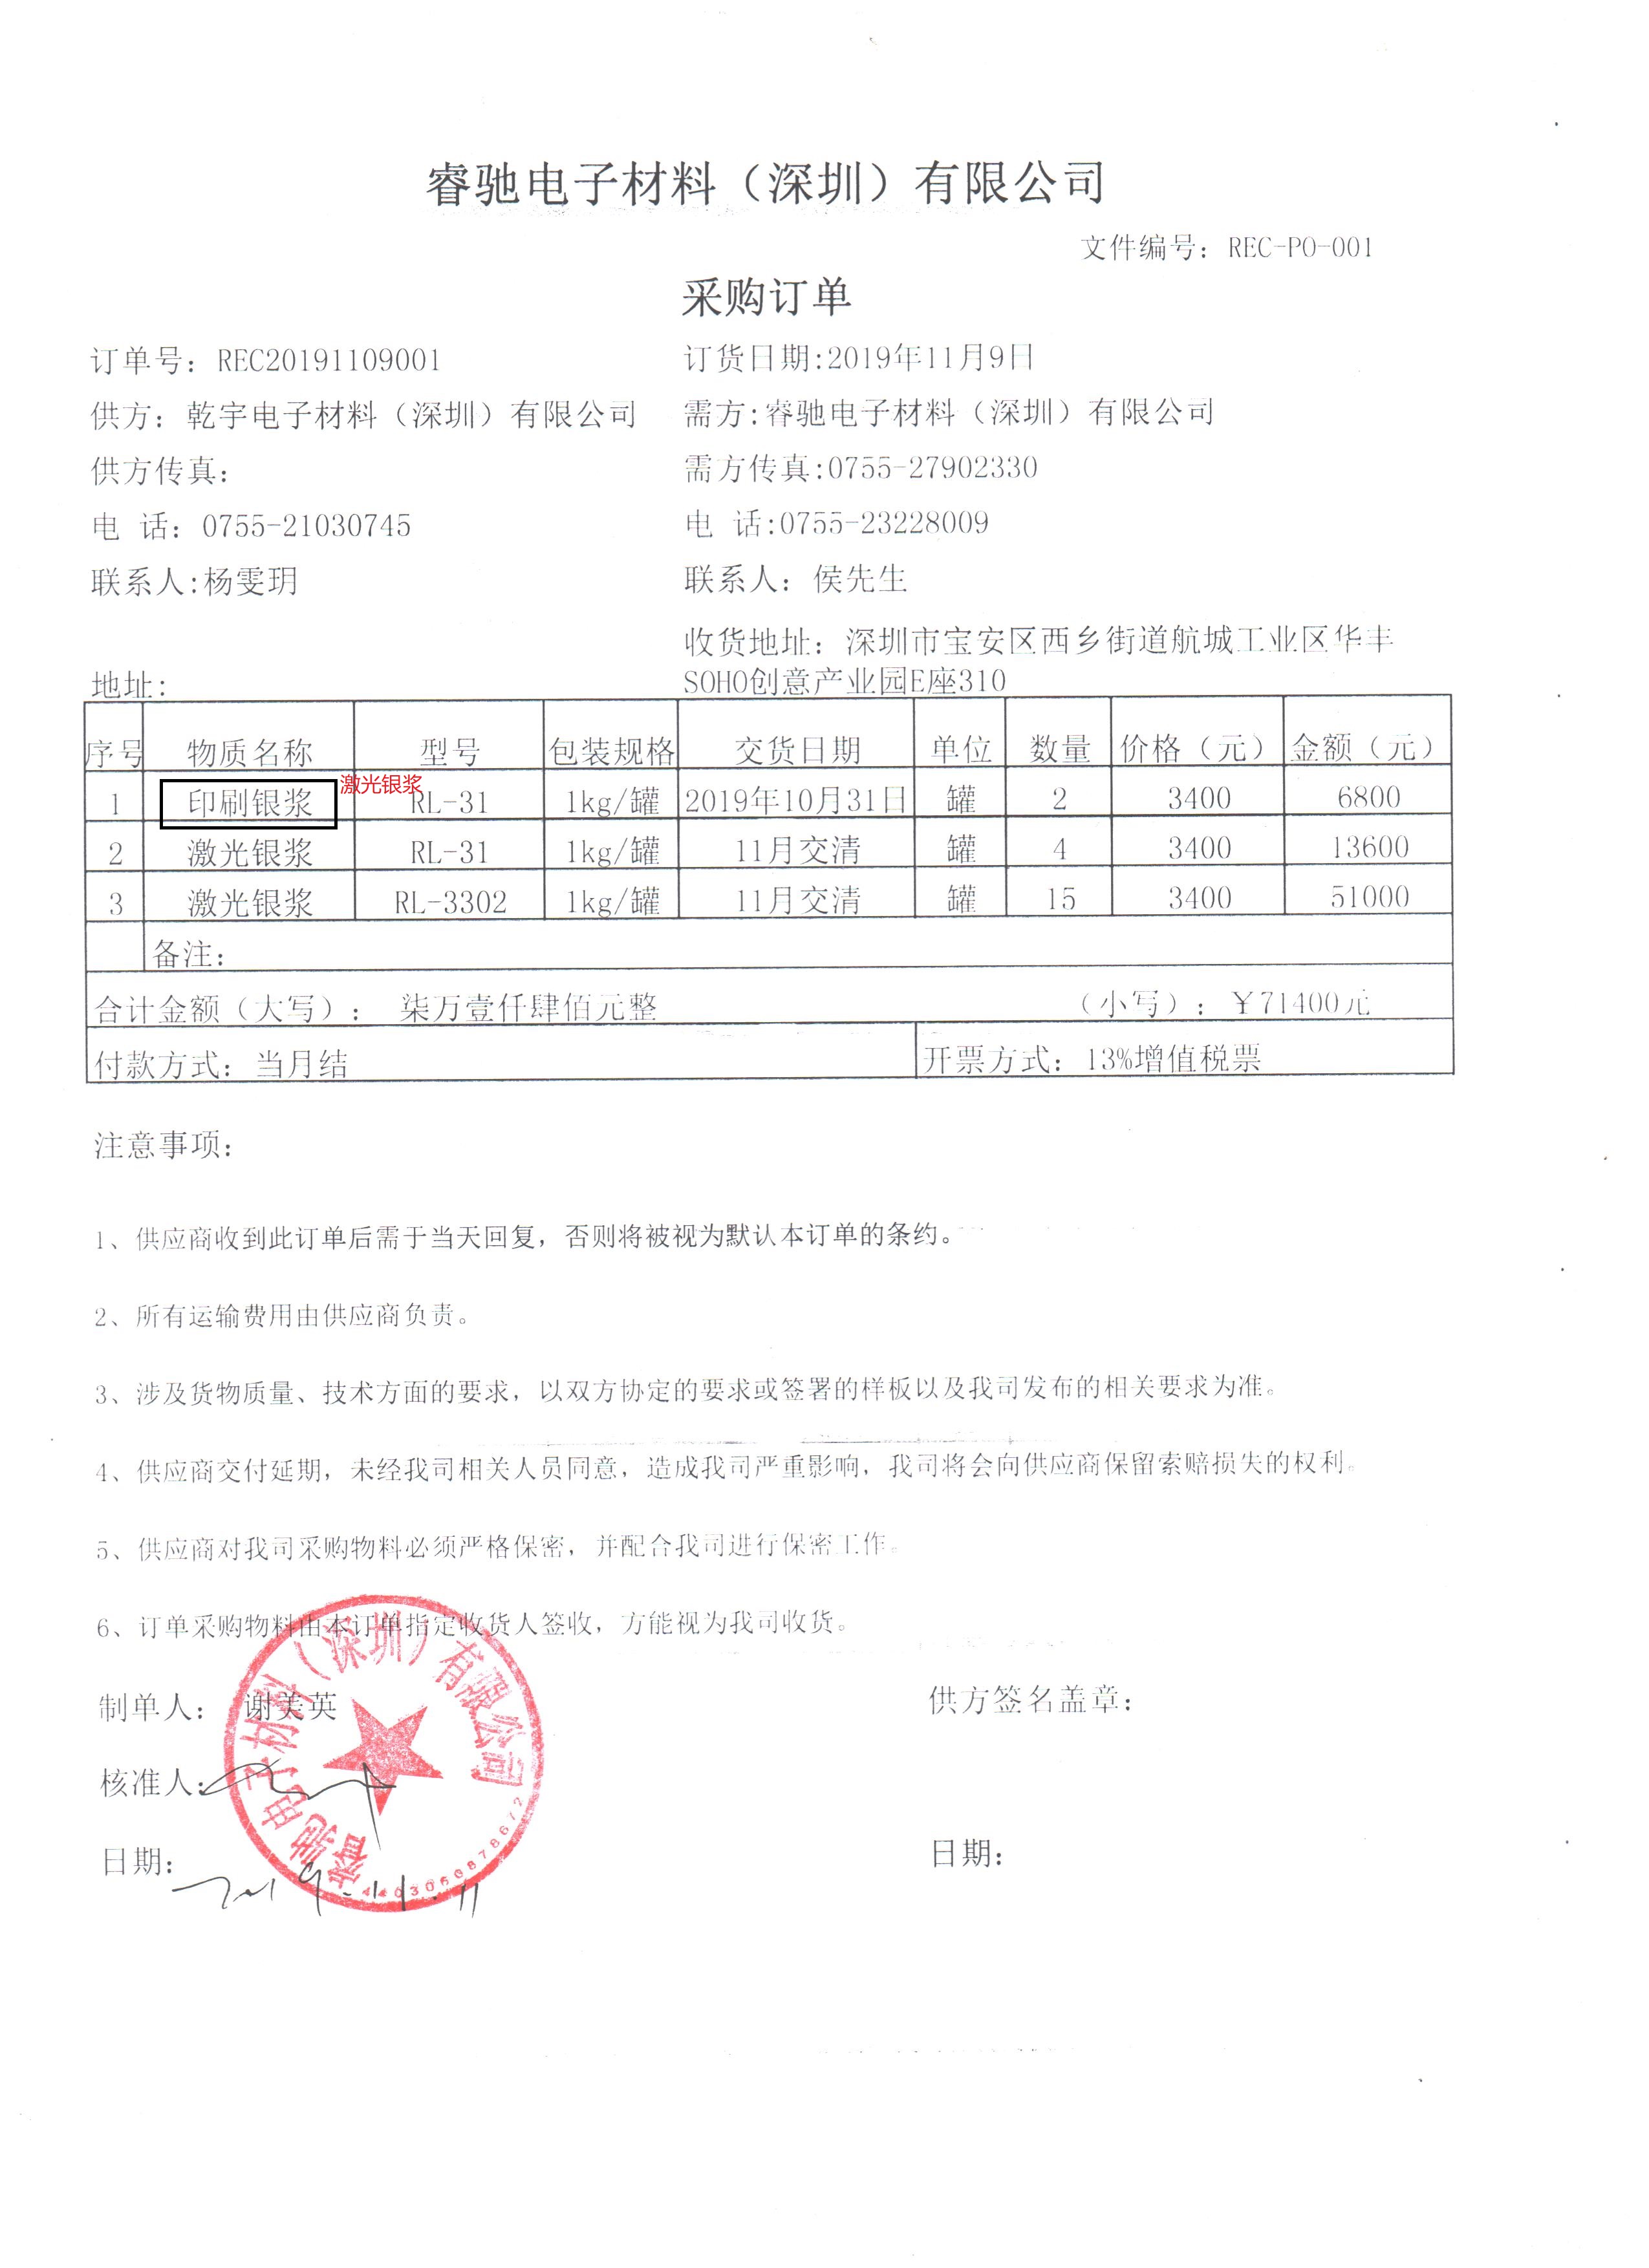 睿驰电子材料（深圳）有限公司
文件编号：REC-PO-001
采购订单
订单号：REC20191109001 订货日期:2019年11月9日
供方：乾宇电子材料（深圳）有限公司 需方:睿驰电子材料（深圳）有限公司
供方传真： 需方传真:0755-27902330
电 话：0755-21030745 电 话:0755-23228009
联系人:杨雯玥 联系人：侯先生
收货地址：深圳市宝安区西乡街道航城工业区华丰
地址: SOHO创意产业园E座310
序号 物质名称 型号 包装规格 交货日期 单位 数量 价格（元） 金额（元）
激光银浆
1 印刷银浆 RL-31 1kg/罐 2019年10月31日 罐 2 3400 6800
2 激光银浆 RL-31 1kg/罐 11月交清 罐 4 3400 13600
3 激光银浆 RL-3302 1kg/罐 11月交清 罐 15 3400 51000
备注：
合计金额（大写）： 柒万壹仟肆佰元整 （小写）：￥71400元
付款方式：当月结 开票方式：13%增值税票
注意事项：
1、供应商收到此订单后需于当天回复，否则将被视为默认本订单的条约。
2、所有运输费用由供应商负责。
3、涉及货物质量、技术方面的要求，以双方协定的要求或签署的样板以及我司发布的相关要求为准。
4、供应商交付延期，未经我司相关人员同意，造成我司严重影响，我司将会向供应商保留索赔损失的权利。
5、供应商对我司采购物料必须严格保密，并配合我司进行保密工作。
6、订单采购物料由本订单指定收货人签收，方能视为我司收货。
制单人： 谢美英 供方签名盖章：
核准人：
日期： 2019.11.11 日期：
睿驰电子材料（深圳）有限公司
4403060878672